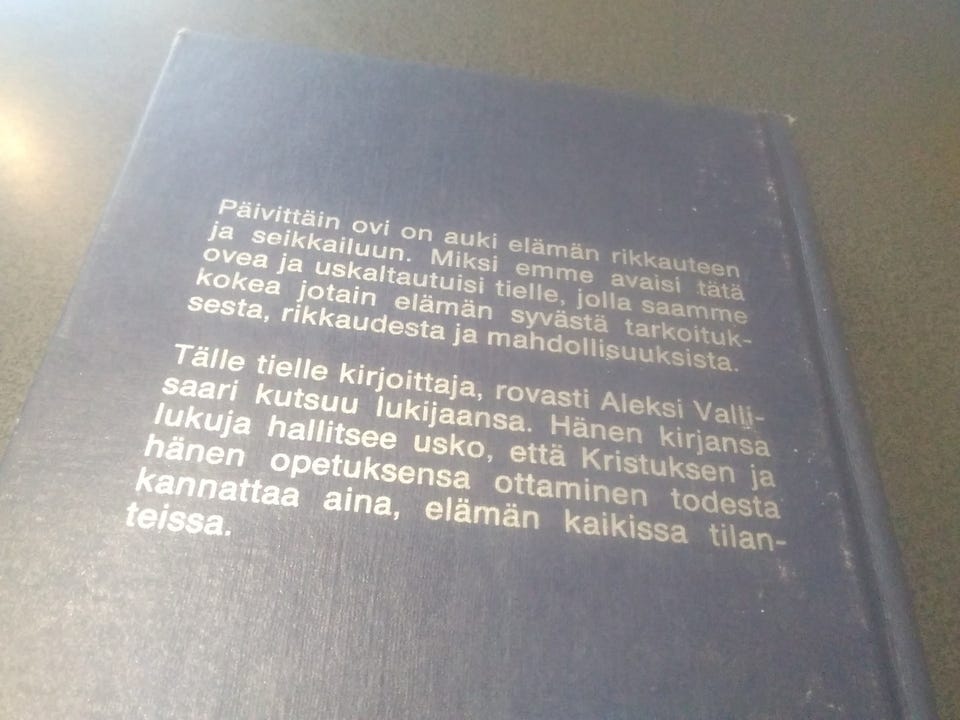 Päivittäin ovi on auki elämän rikkauteen
ja seikkailuun. Miksi emme avaisi tätä
ovea ja uskaltautuisi tielle, jolla saamme
kokea jotain elämän syvästä tarkoituk-
sesta, rikkaudesta ja mahdollisuuksista.
Tälle tielle kirjoittaja, rovasti Aleksi Valli-
saari kutsuu lukijaansa. Hänen kirjansa
lukuja hallitsee usko, että Kristuksen ja
hänen opetuksensa ottaminen todesta
kannattaa aina, elämän kaikissa tilan-
teissa.